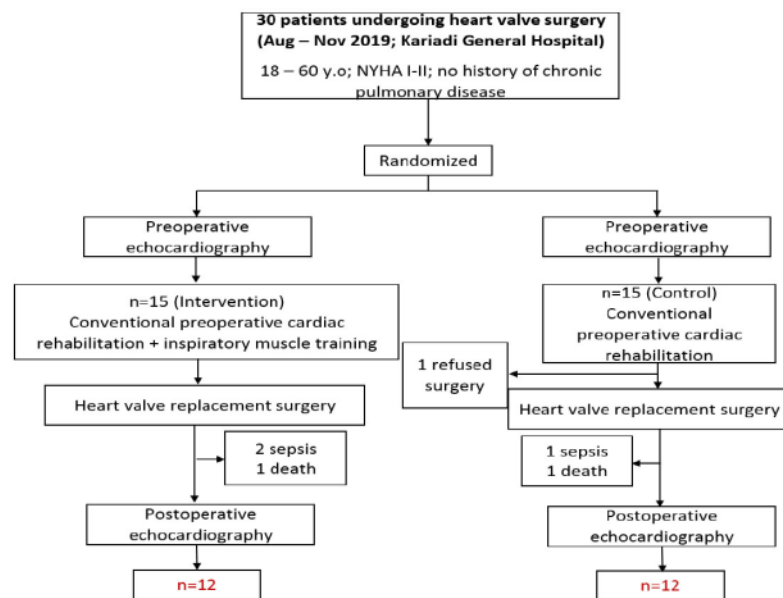 30 patients undergoing heart valve surgery
(Aug – Nov 2019; Kariadi General Hospital)
18 – 60 y.o; NYHA I-II; no history of chronic
pulmonary disease
Randomized
Preoperative
echocardiography
Preoperative
echocardiography
n=15 (Intervention)
Conventional preoperative cardiac
rehabilitation + inspiratory muscle training
n=15 (Control)
Conventional
preoperative cardiac
rehabilitation
1 refused
surgery
Heart valve replacement surgery
Heart valve replacement surgery
2 sepsis
1 death
1 sepsis
1 death
Postoperative
echocardiography
Postoperative
echocardiography
n=12
n=12